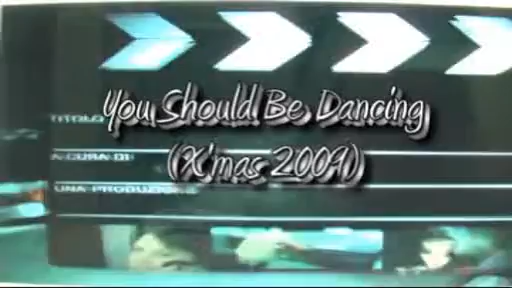 You Should Be Dancing
TITOLO
(X'mas 2009)
A CURA DI
UNA PRODUZIONE